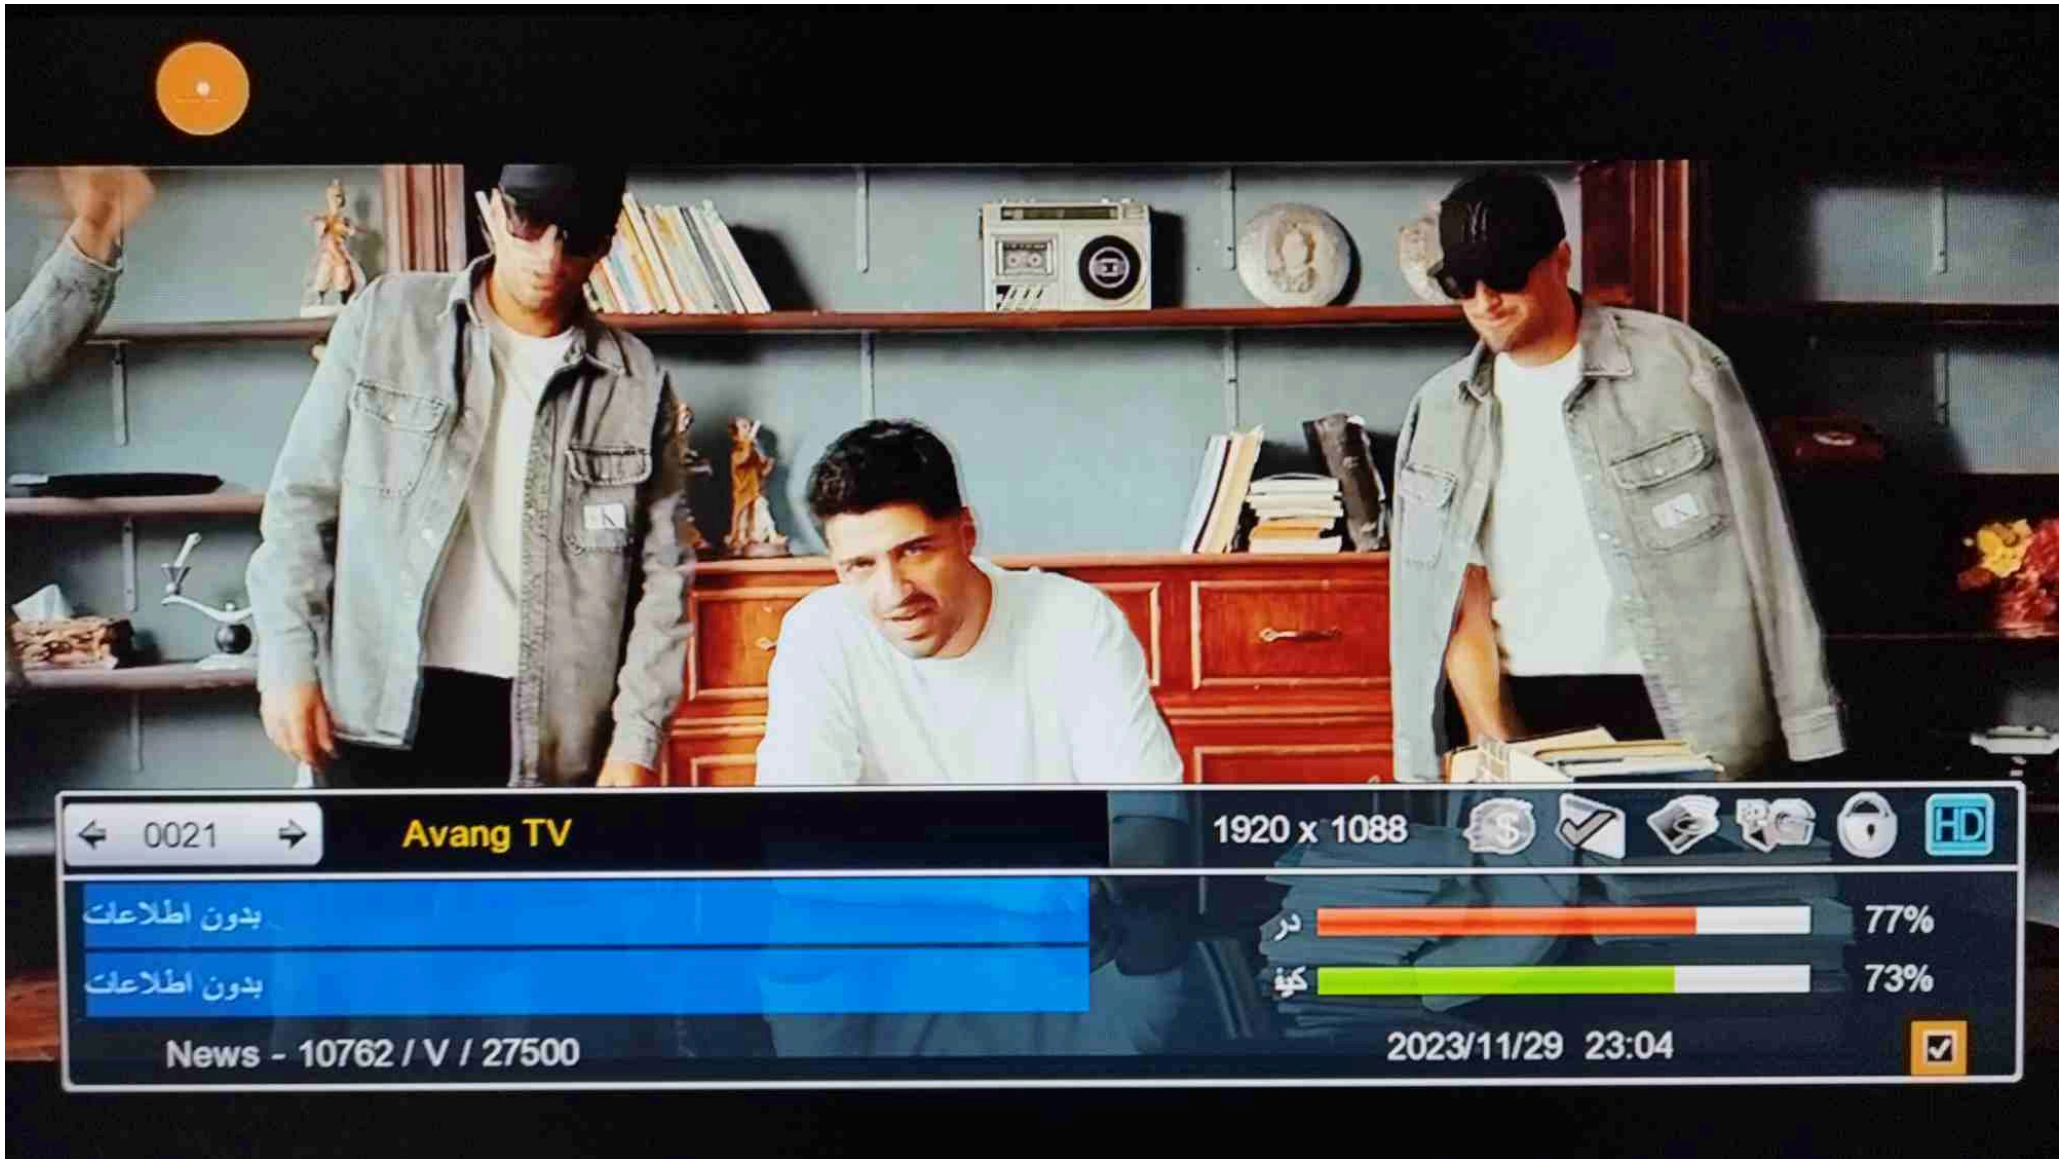 0021 Avang TV 1920 x 1088 HD
بدون اطلاعات
در 77%
بدون اطلاعات
کیف 73%
News - 10762 / V / 27500
2023/11/29 23:04